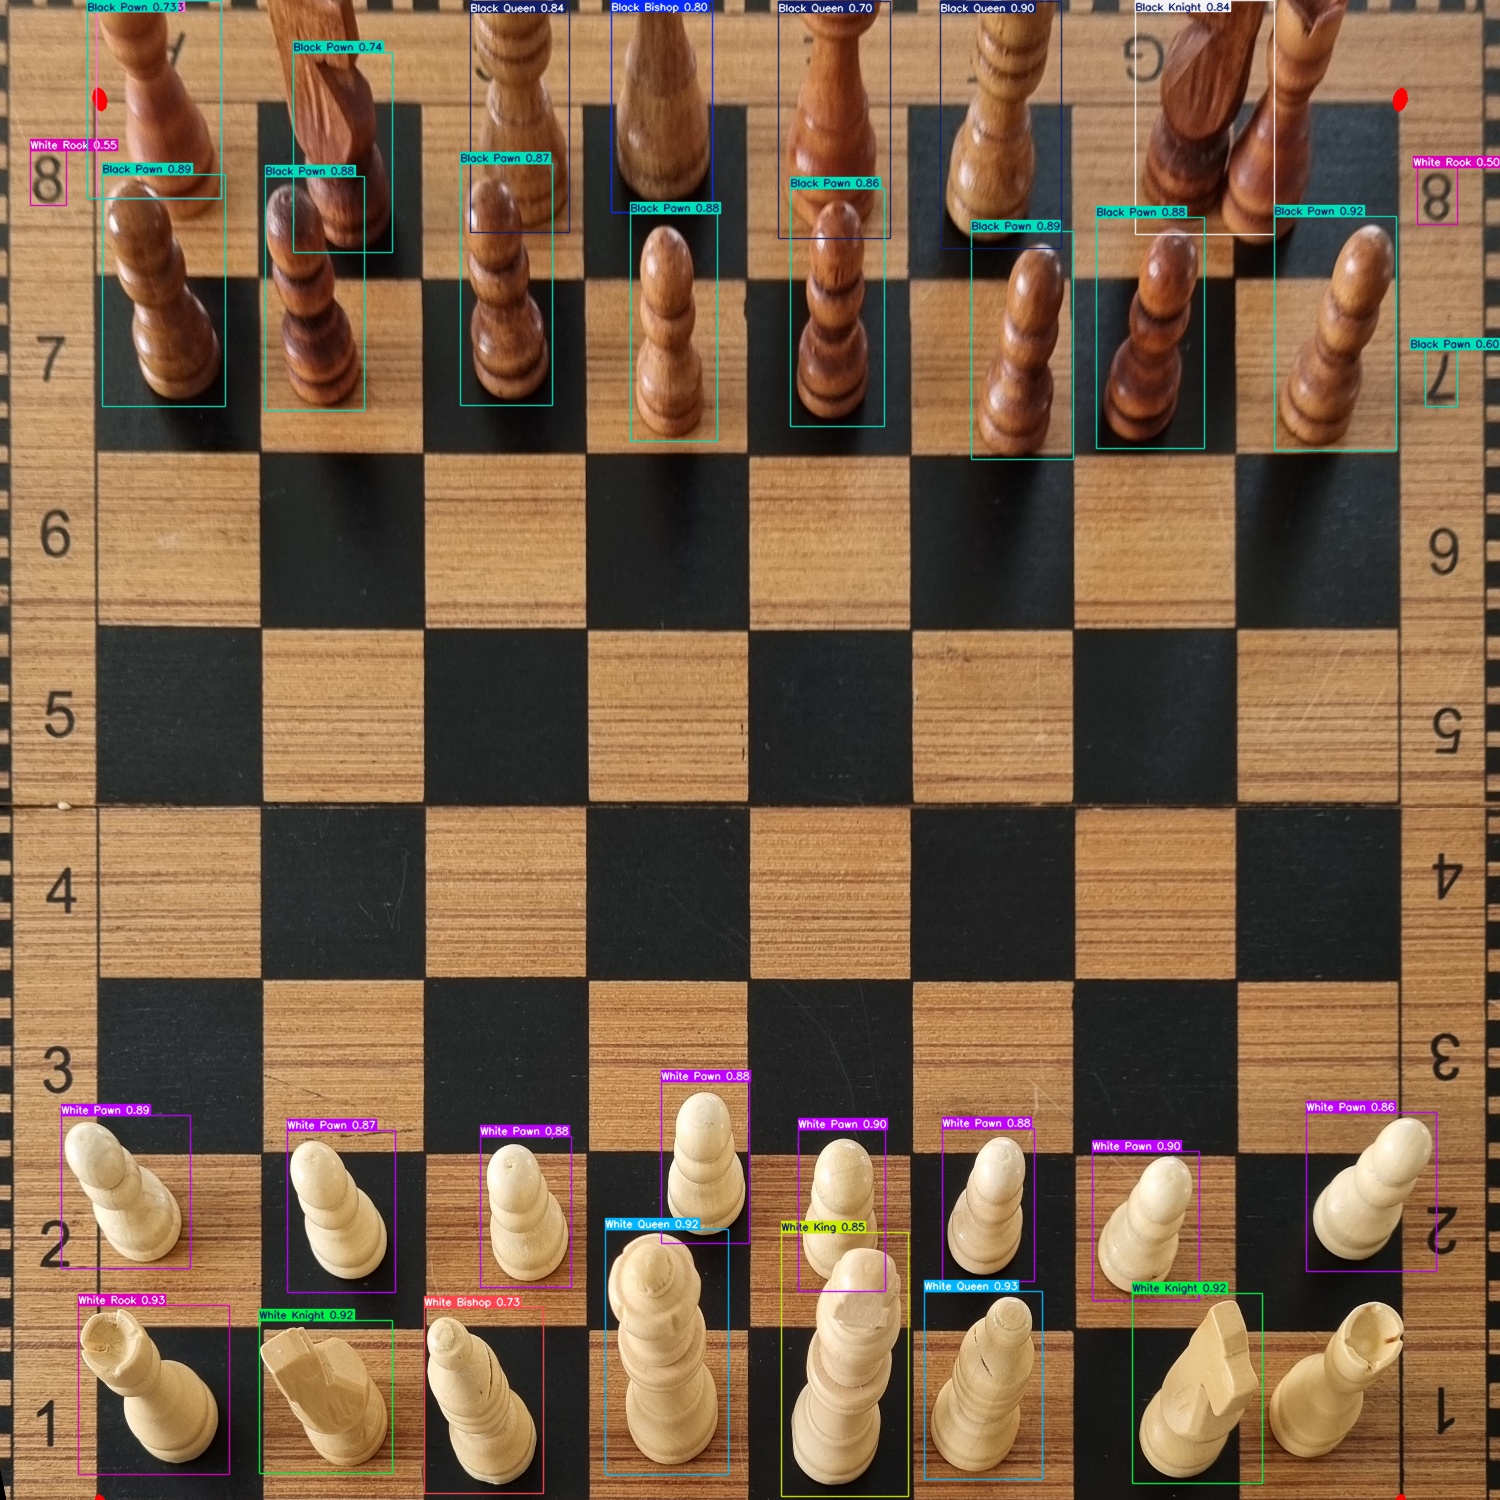 Black Pawn 0.73
Black Queen 0.84
Black Bishop 0.80
Black Queen 0.70
Black Queen 0.90
Black Knight 0.84
Black Pawn 0.74
G
White Rook 0.55
Black Pawn 0.89
Black Pawn 0.88
Black Pawn 0.87
Black Pawn 0.88
Black Pawn 0.86
Black Pawn 0.89
Black Pawn 0.88
Black Pawn 0.92
White Rook 0.50
8
8
Black Pawn 0.60
7
7
6
6
5
5
4
4
3
3
White Pawn 0.89
White Pawn 0.87
White Pawn 0.88
White Pawn 0.88
White Pawn 0.90
White Pawn 0.88
White Pawn 0.90
White Pawn 0.86
2
2
White Queen 0.92
White King 0.85
White Rook 0.93
White Knight 0.92
White Bishop 0.73
White Queen 0.93
White Knight 0.92
1
1